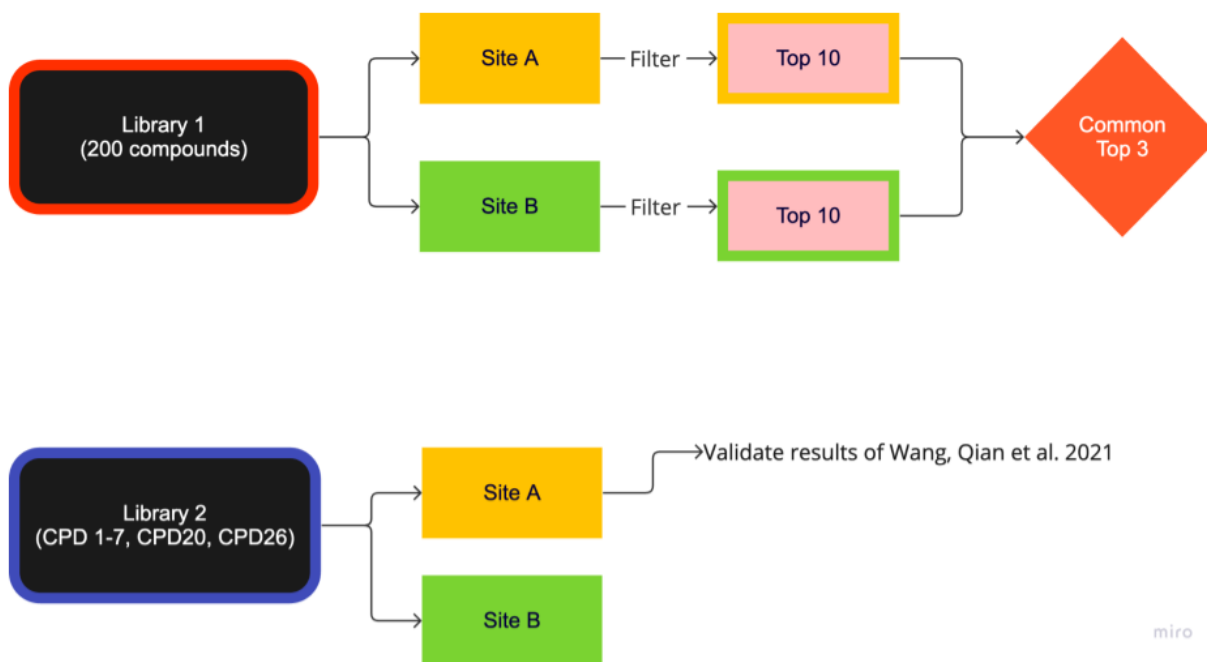 Library 1
(200 compounds)
Site A
Filter
Top 10
Site B
Filter
Top 10
Common
Top 3
Library 2
(CPD 1-7, CPD20, CPD26)
Site A
Validate results of Wang, Qian et al. 2021
Site B
miro